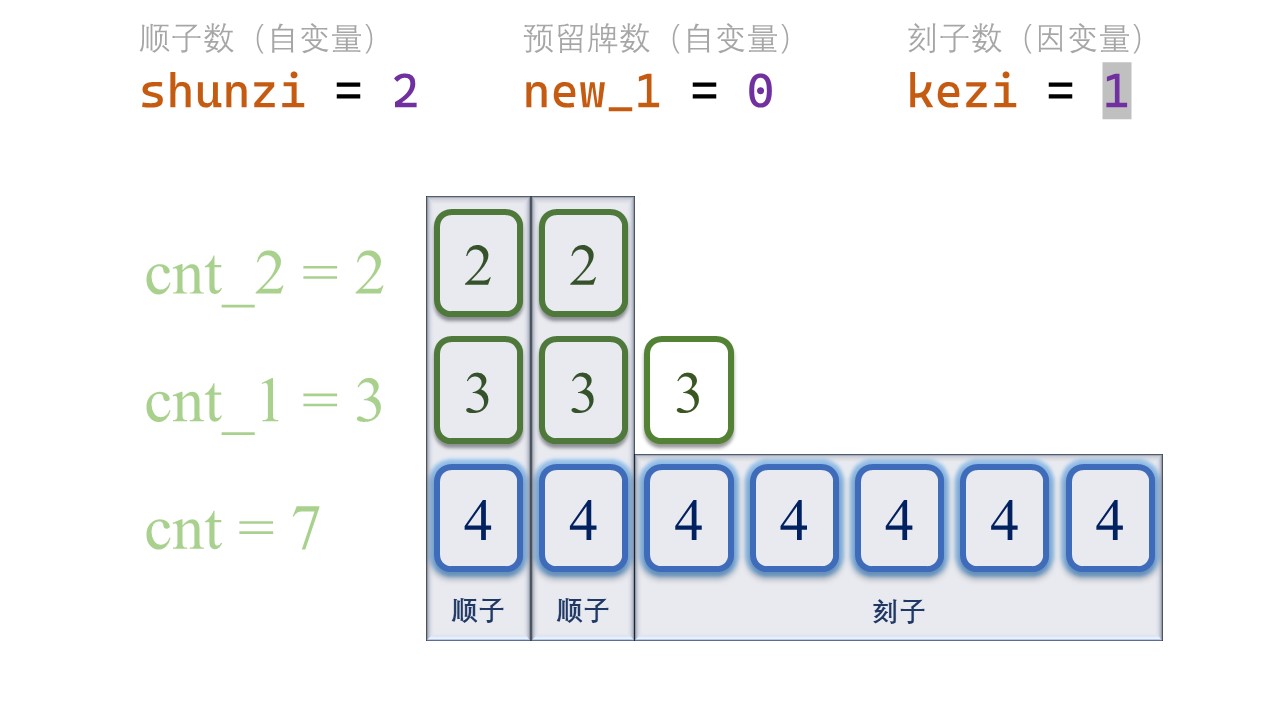 顺子数（自变量）
预留牌数（自变量）
刻子数（因变量）
shunzi = 2
new_1 = 0
kezi = 1
cnt_2 = 2
2 2
cnt_1 = 3
3 3 3
cnt = 7
4 4 4 4 4 4 4
顺子
顺子
刻子